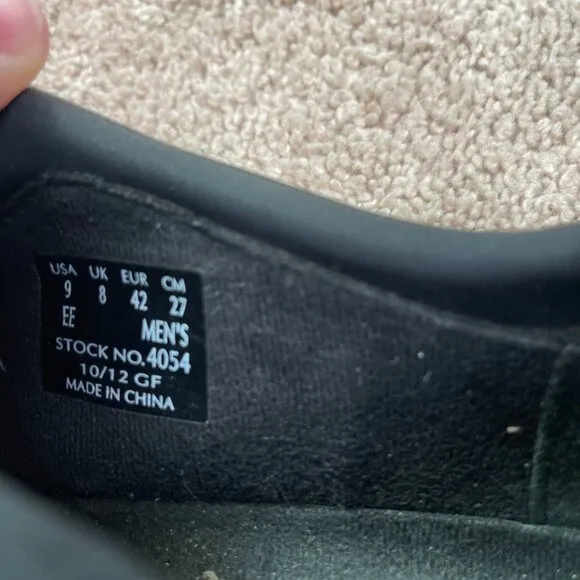 USA UK EUR CM
9 8 42 27
EE MEN'S
STOCK NO. 4054
10/12 GF
MADE IN CHINA